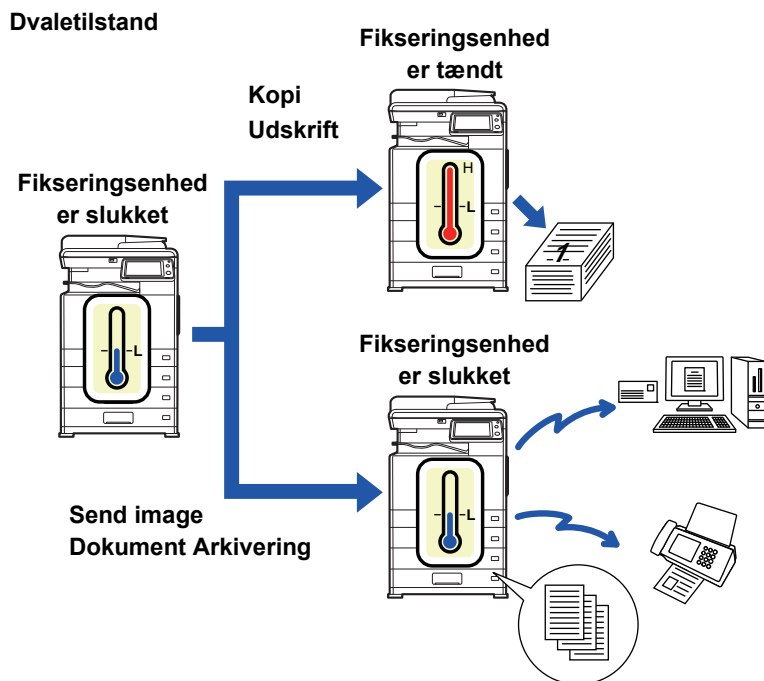 Dvaletilstand
Fikseringsenhed
er tændt
Kopi
Udskrift
H
L
1
Fikseringsenhed
er slukket
L
Fikseringsenhed
er slukket
L
Send image
Dokument Arkivering